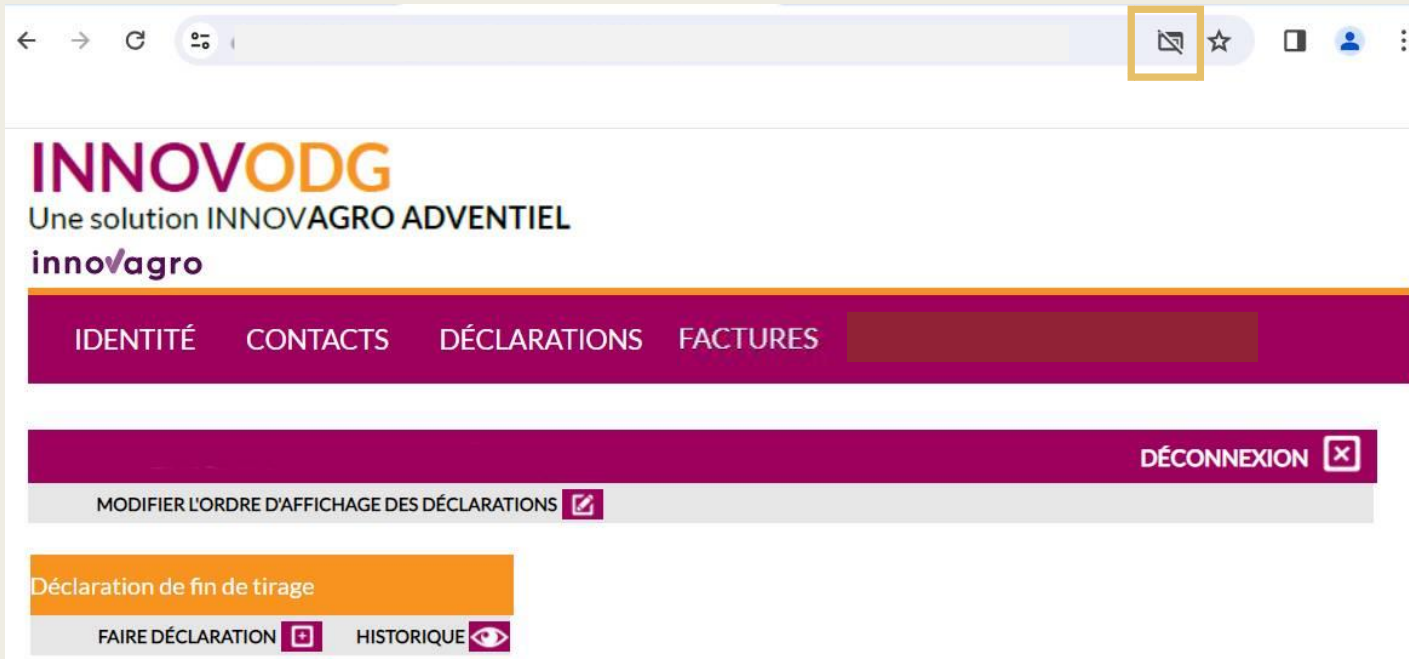 INNOVODG
Une solution INNOVAGRO ADVENTIEL
innovagro
IDENTITÉ CONTACTS DÉCLARATIONS FACTURES
DÉCONNEXION
MODIFIER L'ORDRE D'AFFICHAGE DES DÉCLARATIONS
Déclaration de fin de tirage
FAIRE DÉCLARATION HISTORIQUE